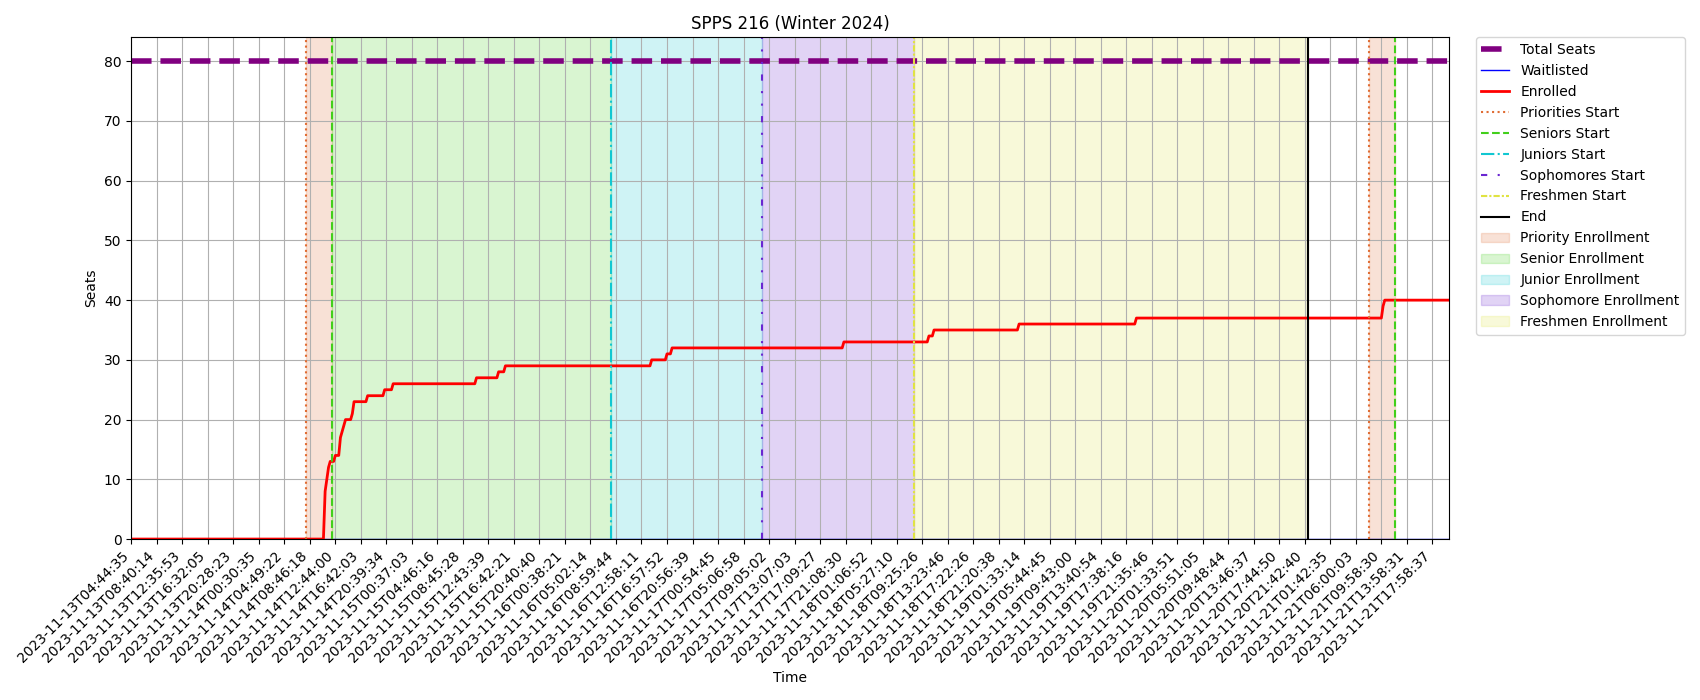 SPPS 216 (Winter 2024)
80
70
60
50
40
30
20
10
0
Seats
2023-11-13T04:44:35
2023-11-13T08:40:14
2023-11-13T12:35:53
2023-11-13T16:32:05
2023-11-13T20:28:23
2023-11-14T00:30:35
2023-11-14T04:49:22
2023-11-14T08:46:18
2023-11-14T12:44:00
2023-11-14T16:42:03
2023-11-14T20:39:34
2023-11-15T00:37:03
2023-11-15T04:46:16
2023-11-15T08:45:28
2023-11-15T12:43:39
2023-11-15T16:42:21
2023-11-15T20:40:40
2023-11-16T00:38:21
2023-11-16T05:02:14
2023-11-16T08:59:44
2023-11-16T12:58:11
2023-11-16T16:57:52
2023-11-16T20:56:39
2023-11-17T00:54:45
2023-11-17T05:06:58
2023-11-17T09:05:02
2023-11-17T13:07:03
2023-11-17T17:09:27
2023-11-17T21:08:30
2023-11-18T01:06:52
2023-11-18T05:27:10
2023-11-18T09:25:26
2023-11-18T13:23:46
2023-11-18T17:22:26
2023-11-18T21:20:38
2023-11-19T01:33:14
2023-11-19T05:44:45
2023-11-19T09:43:00
2023-11-19T13:40:54
2023-11-19T17:38:16
2023-11-19T21:35:46
2023-11-20T01:33:51
2023-11-20T05:51:05
2023-11-20T09:48:44
2023-11-20T13:46:37
2023-11-20T17:44:50
2023-11-20T21:42:40
2023-11-21T01:42:35
2023-11-21T06:00:03
2023-11-21T09:58:30
2023-11-21T13:58:31
2023-11-21T17:58:37
Time
Total Seats
Waitlisted
Enrolled
Priorities Start
Seniors Start
Juniors Start
Sophomores Start
Freshmen Start
End
Priority Enrollment
Senior Enrollment
Junior Enrollment
Sophomore Enrollment
Freshmen Enrollment